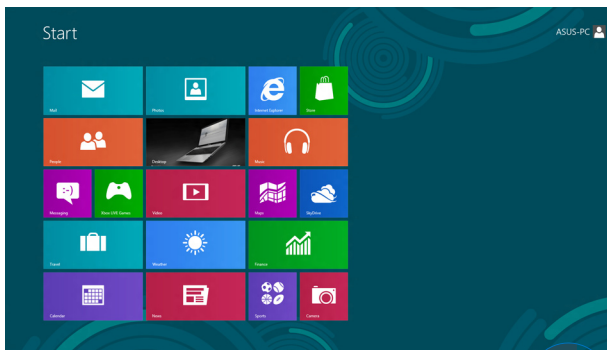 Start
ASUS-PC
Mail
Photos
Internet Explorer
Store
People
Desktop
Music
Messaging
Xbox LIVE Games
Video
Maps
SkyDrive
Travel
Weather
Finance
Calendar
News
Sports
Camera